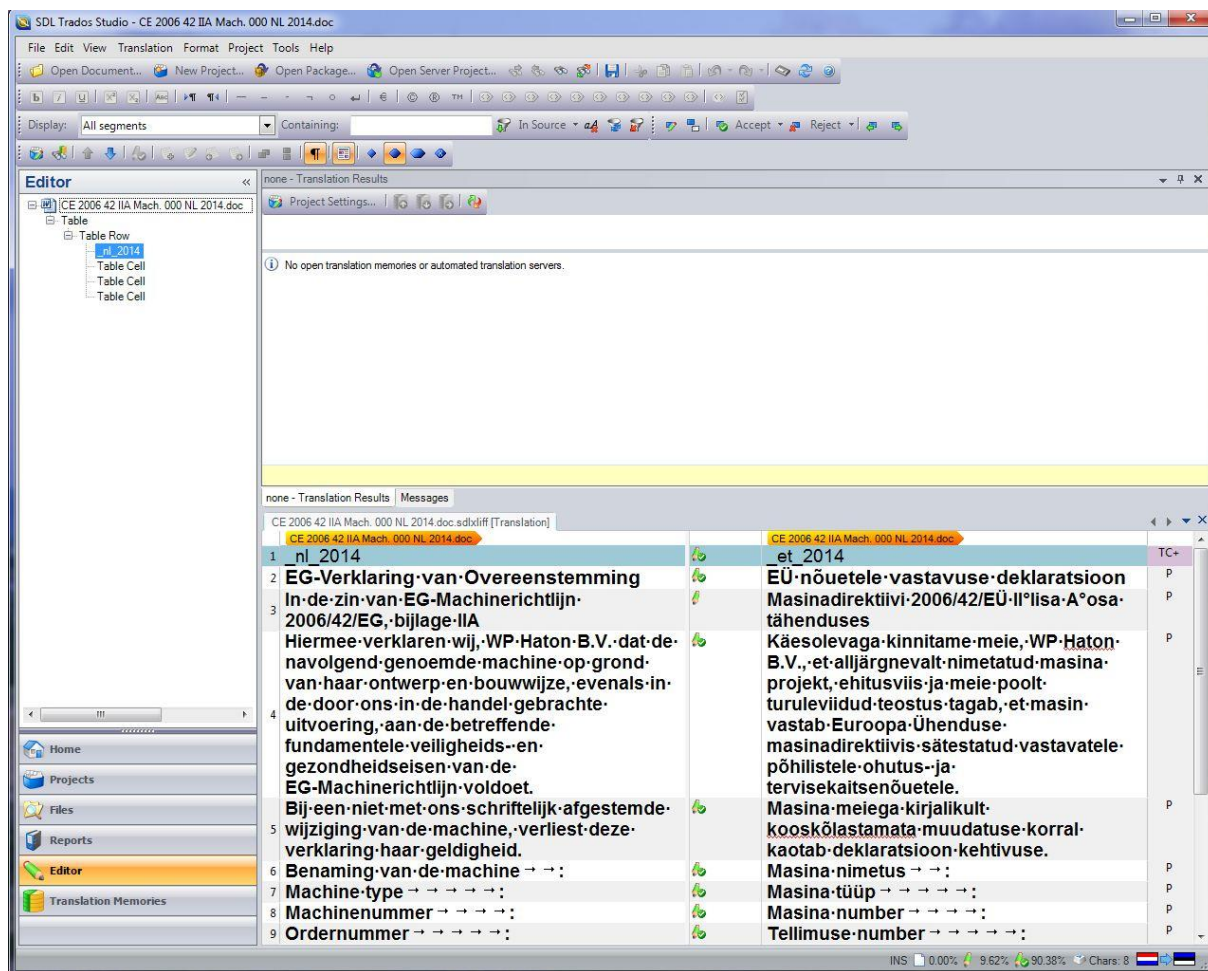 SDL Trados Studio - CE 2006 42 IIA Mach. 000 NL 2014.doc
File Edit View Translation Format Project Tools Help
Open Document... New Project... Open Package... Open Server Project...
Display: All segments Containing: In Source Accept Reject
Editor
CE 2006 42 IIA Mach. 000 NL 2014.doc
Table
Table Row
_nl_2014
Table Cell
Table Cell
Table Cell
Home
Projects
Files
Reports
Editor
Translation Memories
none - Translation Results
Project Settings...
No open translation memories or automated translation servers.
none - Translation Results Messages
CE 2006 42 IIA Mach. 000 NL 2014.doc.sdlxliff [Translation]
CE 2006 42 IIA Mach. 000 NL 2014.doc CE 2006 42 IIA Mach. 000 NL 2014.doc
1 _nl_2014 _et_2014 TC+
2 EG-Verklaring·van·Overeenstemming EÜ·nõuetele·vastavuse·deklaratsioon P
3 In·de·zin·van·EG-Machinerichtlijn·
2006/42/EG,·bijlage·IIA
Masinadirektiivi·2006/42/EÜ·II°lisa·A°osa·
tähenduses
P
4 Hiermee·verklaren·wij,·WP·Haton·B.V.·dat·de·
navolgend·genoemde·machine·op·grond·
van·haar·ontwerp·en·bouwwijze,·evenals·in·
de·door·ons·in·de·handel·gebrachte·
uitvoering,·aan·de·betreffende·
fundamentele·veiligheids-·en·
gezondheidseisen·van·de·
EG-Machinerichtlijn·voldoet.
Käesolevaga·kinnitame·meie,·WP·Haton·
B.V.,·et·alljärgnevalt·nimetatud·masina·
projekt,·ehitusviis·ja·meie·poolt·
turuleviidud·teostus·tagab,·et·masin·
vastab·Euroopa·Ühenduse·
masinadirektiivis·sätestatud·vastavatele·
põhilistele·ohutus-·ja·
tervisekaitsenõuetele.
P
5 Bij·een·niet·met·ons·schriftelijk·afgestemde·
wijziging·van·de·machine,·verliest·deze·
verklaring·haar·geldigheid.
Masina·meiega·kirjalikult·
kooskõlastamata·muudatuse·korral·
kaotab·deklaratsioon·kehtivuse.
P
6 Benaming·van·de·machine → →: Masina·nimetus → →: P
7 Machine·type → → → → →: Masina·tüüp → → → → →: P
8 Machinenummer → → → →: Masina·number → → → →: P
9 Ordernummer → → → → →: Tellimuse·number → → → → →: P
INS 0.00% 9.62% 90.38% Chars: 8